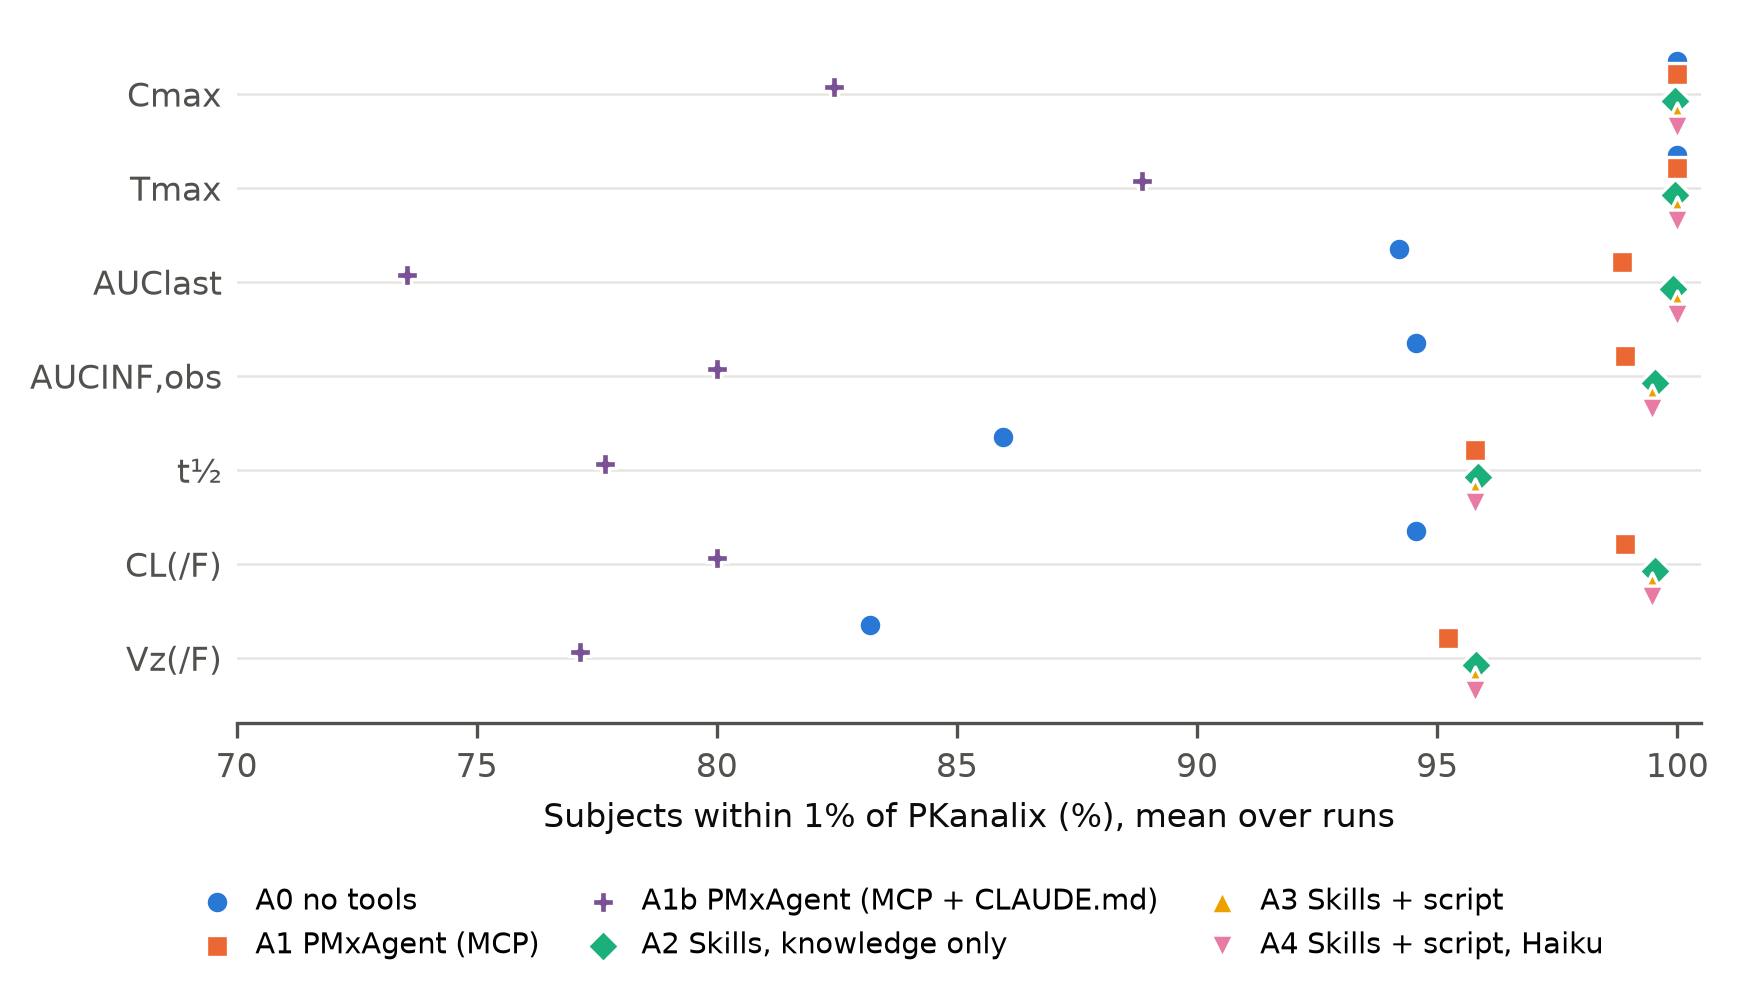 Cmax
Tmax
AUClast
AUCINF,obs
t½
CL(/F)
Vz(/F)
70 75 80 85 90 95 100
Subjects within 1% of PKanalix (%), mean over runs
A0 no tools A1b PMxAgent (MCP + CLAUDE.md) A3 Skills + script
A1 PMxAgent (MCP) A2 Skills, knowledge only A4 Skills + script, Haiku